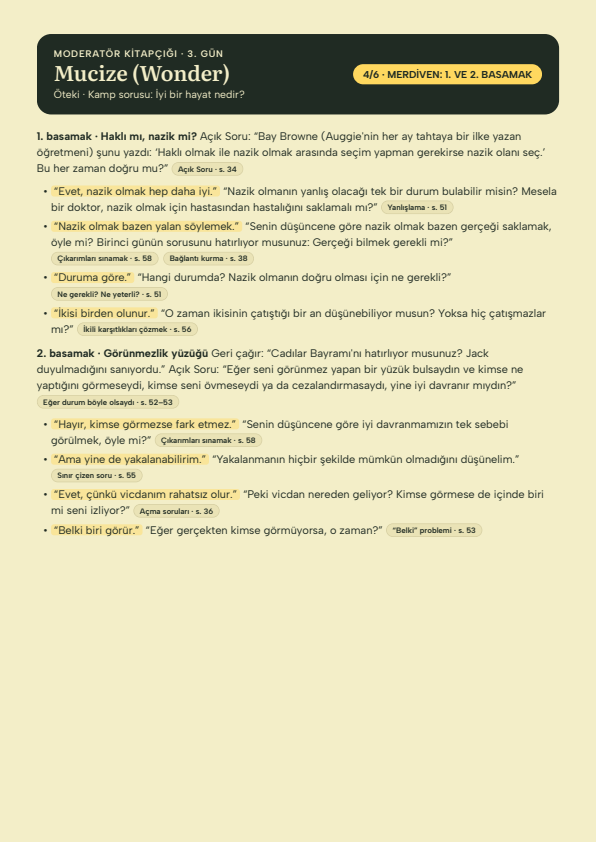 MODERATÖR KİTAPÇIĞI · 3. GÜN
Mucize (Wonder)
Öteki · Kamp sorusu: İyi bir hayat nedir?
4/6 · MERDİVEN: 1. VE 2. BASAMAK
1. basamak · Haklı mı, nazik mi? Açık Soru: “Bay Browne (Auggie'nin her ay tahtaya bir ilke yazan
öğretmeni) şunu yazdı: ‘Haklı olmak ile nazik olmak arasında seçim yapman gerekirse nazik olanı seç.’
Bu her zaman doğru mu?” Açık Soru · s. 34
• “Evet, nazik olmak hep daha iyi.” “Nazik olmanın yanlış olacağı tek bir durum bulabilir misin? Mesela
bir doktor, nazik olmak için hastasından hastalığını saklamalı mı?” Yanlışlama · s. 51
• “Nazik olmak bazen yalan söylemek.” “Senin düşüncene göre nazik olmak bazen gerçeği saklamak,
öyle mi? Birinci günün sorusunu hatırlıyor musunuz: Gerçeği bilmek gerekli mi?”
Çıkarımları sınamak · s. 58 Bağlantı kurma · s. 38
• “Duruma göre.” “Hangi durumda? Nazik olmanın doğru olması için ne gerekli?”
Ne gerekli? Ne yeterli? · s. 51
• “İkisi birden olunur.” “O zaman ikisinin çatıştığı bir an düşünebiliyor musun? Yoksa hiç çatışmazlar
mı?” İkili karşıtlıkları çözmek · s. 56
2. basamak · Görünmezlik yüzüğü Geri çağır: “Cadılar Bayramı'nı hatırlıyor musunuz? Jack
duyulmadığını sanıyordu.” Açık Soru: “Eğer seni görünmez yapan bir yüzük bulsaydın ve kimse ne
yaptığını görmeseydi, kimse seni övmeseydi ya da cezalandırmasaydı, yine iyi davranır mıydın?”
Eğer durum böyle olsaydı · s. 52–53
• “Hayır, kimse görmezse fark etmez.” “Senin düşüncene göre iyi davranmamızın tek sebebi
görülmek, öyle mi?” Çıkarımları sınamak · s. 58
• “Ama yine de yakalanabilirim.” “Yakalanmanın hiçbir şekilde mümkün olmadığını düşünelim.”
Sınır çizen soru · s. 55
• “Evet, çünkü vicdanım rahatsız olur.” “Peki vicdan nereden geliyor? Kimse görmese de içinde biri
mi seni izliyor?” Açma soruları · s. 36
• “Belki biri görür.” “Eğer gerçekten kimse görmüyorsa, o zaman?” “Belki” problemi · s. 53